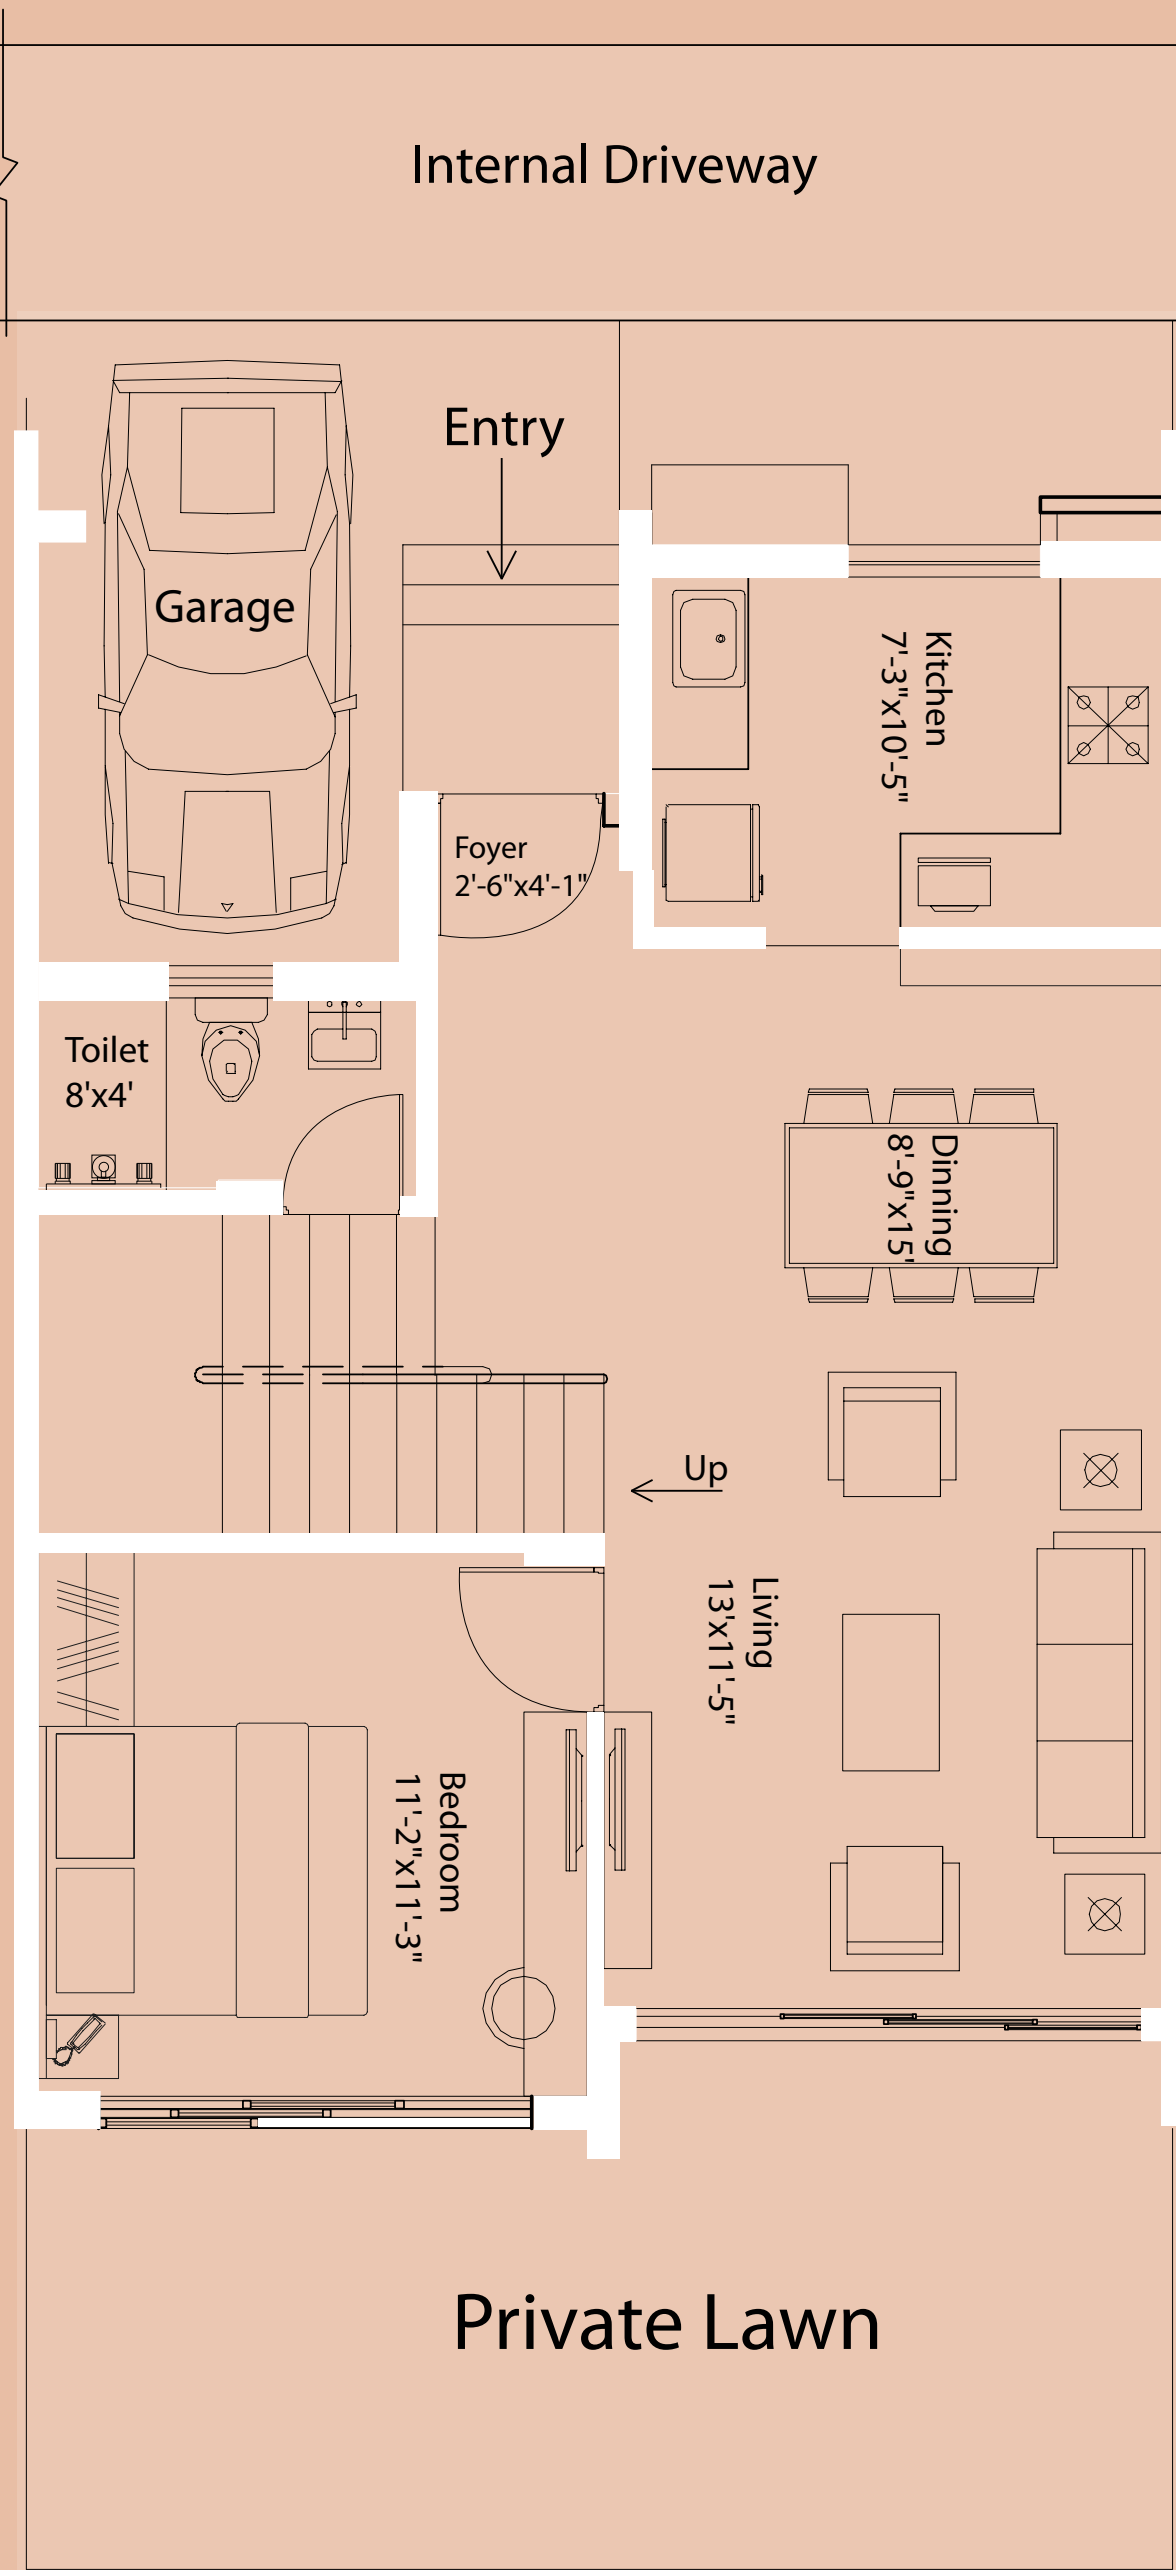 Internal Driveway
Entry
Garage
Kitchen
7'-3"x10'-5"
Foyer
2'-6"x4'-1"
Toilet
8'x4'
Dinning
8'-9"x15'
Up
Living
13'x11'-5"
Bedroom
11'-2"x11'-3"
Private Lawn